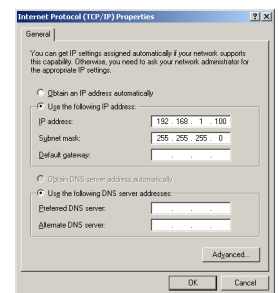 Internet Protocol (TCP/IP) Properties
? X
General
You can get IP settings assigned automatically if your network supports
this capability. Otherwise, you need to ask your network administrator for
the appropriate IP settings.
Obtain an IP address automatically
Use the following IP address:
IP address: 192 . 168 . 1 . 100
Subnet mask: 255 . 255 . 255 . 0
Default gateway: . . .
Obtain DNS server address automatically
Use the following DNS server addresses:
Preferred DNS server: . . .
Alternate DNS server: . . .
Advanced...
OK Cancel